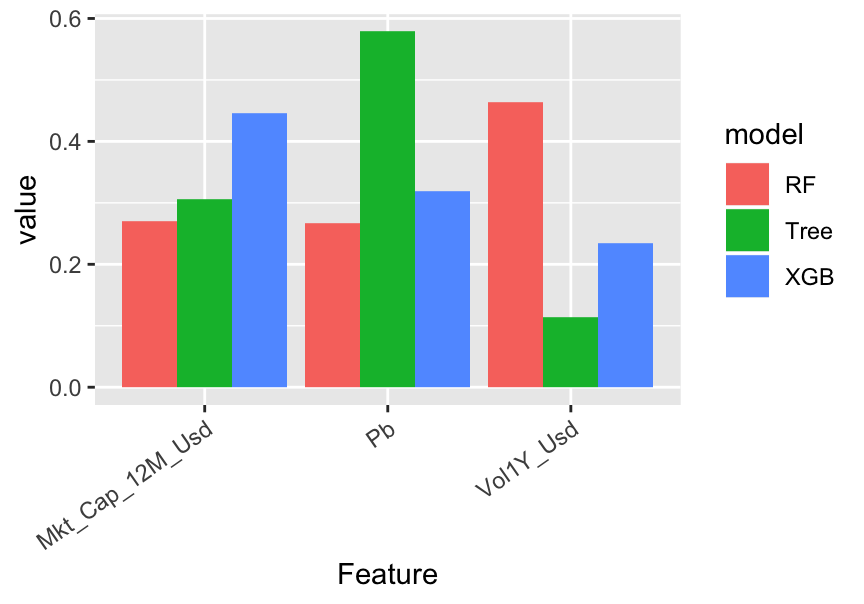 0.6
0.4
0.2
0.0
value
Mkt_Cap_12M_Usd
Pb
Vol1Y_Usd
Feature
model
RF
Tree
XGB